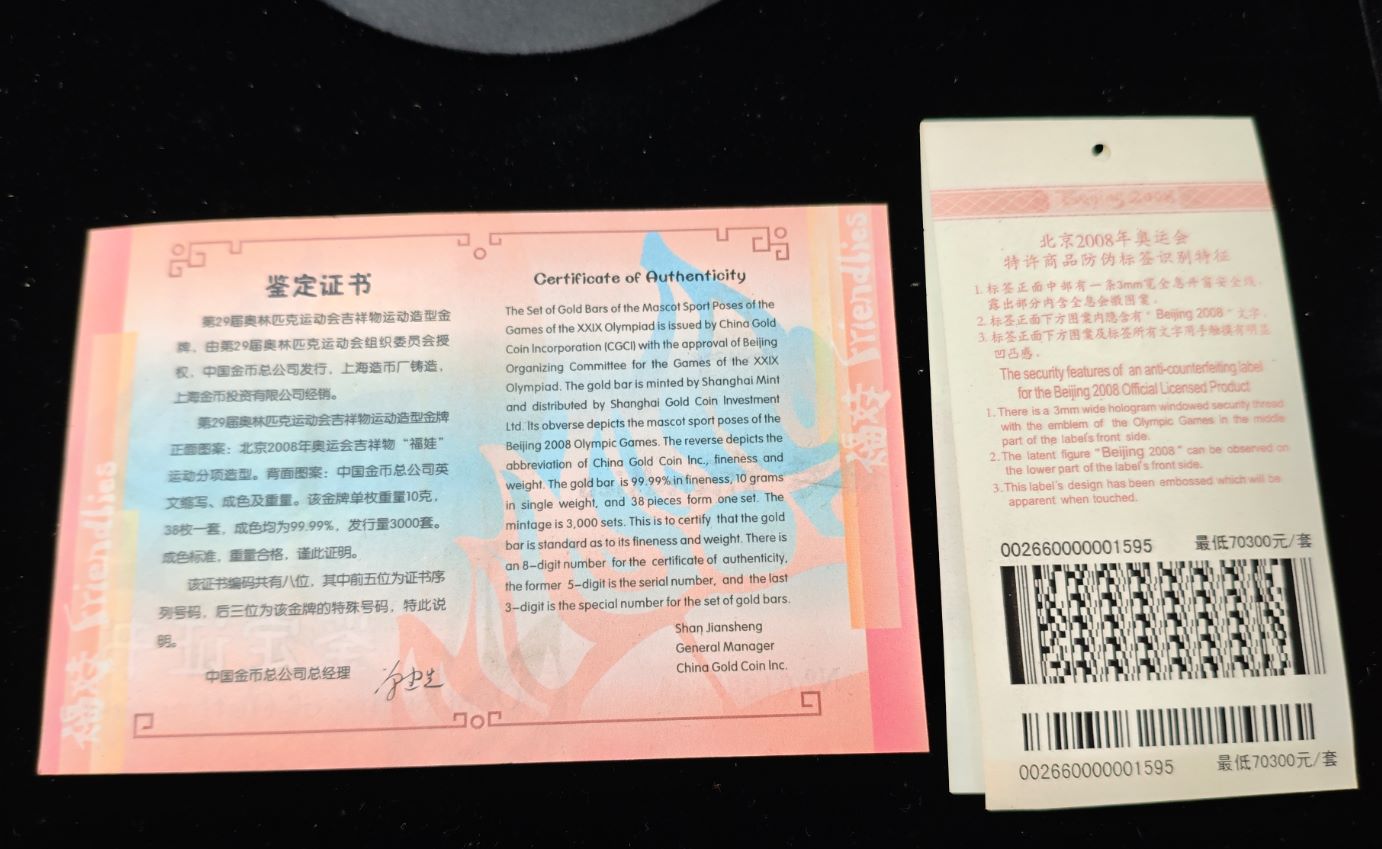 福娃 Friendlies
鉴定证书
第29届奥林匹克运动会吉祥物运动造型金
牌、由第29届奥林匹克运动会组织委员会授
权、中国金币总公司发行，上海造币厂铸造，
上海金币投资有限公司经销。
第29届奥林匹克运动会吉祥物运动造型金牌
正面图案：北京2008年奥运会吉祥物“福娃”
运动分项造型。背面图案：中国金币总公司英
文缩写、成色及重量。该金牌单枚重量10克，
38枚一套，成色均为99.99%，发行量3000套。
成色标准，重量合格，谨此证明。
该证书编码共有八位，其中前五位为证书序
列号码，后三位为该金牌的特殊号码，特此说
明。
中国金币总公司总经理
Certificate of Authenticity
The Set of Gold Bars of the Mascot Sport Poses of the
Games of the XXIX Olympiad is issued by China Gold
Coin Incorporation (CGCI) with the approval of Beijing
Organizing Committee for the Games of the XXIX
Olympiad. The gold bar is minted by Shanghai Mint
and distributed by Shanghai Gold Coin Investment
Ltd. Its obverse depicts the mascot sport poses of the
Beijing 2008 Olympic Games. The reverse depicts the
abbreviation of China Gold Coin Inc., fineness and
weight. The gold bar is 99.99% in fineness, 10 grams
in single weight, and 38 pieces form one set. The
mintage is 3,000 sets. This is to certify that the gold
bar is standard as to its fineness and weight. There is
an 8-digit number for the certificate of authenticity,
the former 5-digit is the serial number, and the last
3-digit is the special number for the set of gold bars.
Shan Jiansheng
General Manager
China Gold Coin Inc.
福娃 Friendlies
Beijing 2008
北京2008年奥运会
特许商品防伪标签识别特征
1. 标签正面中部有一条3mm宽全息开窗安全线，
露出部分内含全息会徽图案。
2. 标签正面下方图案内隐含有“Beijing 2008”文字。
3. 标签正面下方图案及标签所有文字用手触摸有明显
凹凸感。
The security features of an anti-counterfeiting label
for the Beijing 2008 Official Licensed Product
1. There is a 3mm wide hologram windowed security thread
with the emblem of the Olympic Games in the middle
part of the label's front side.
2. The latent figure "Beijing 2008" can be observed on
the lower part of the label's front side.
3. This label's design has been embossed which will be
apparent when touched.
002660000001595 最低70300元/套
002660000001595 最低70300元/套